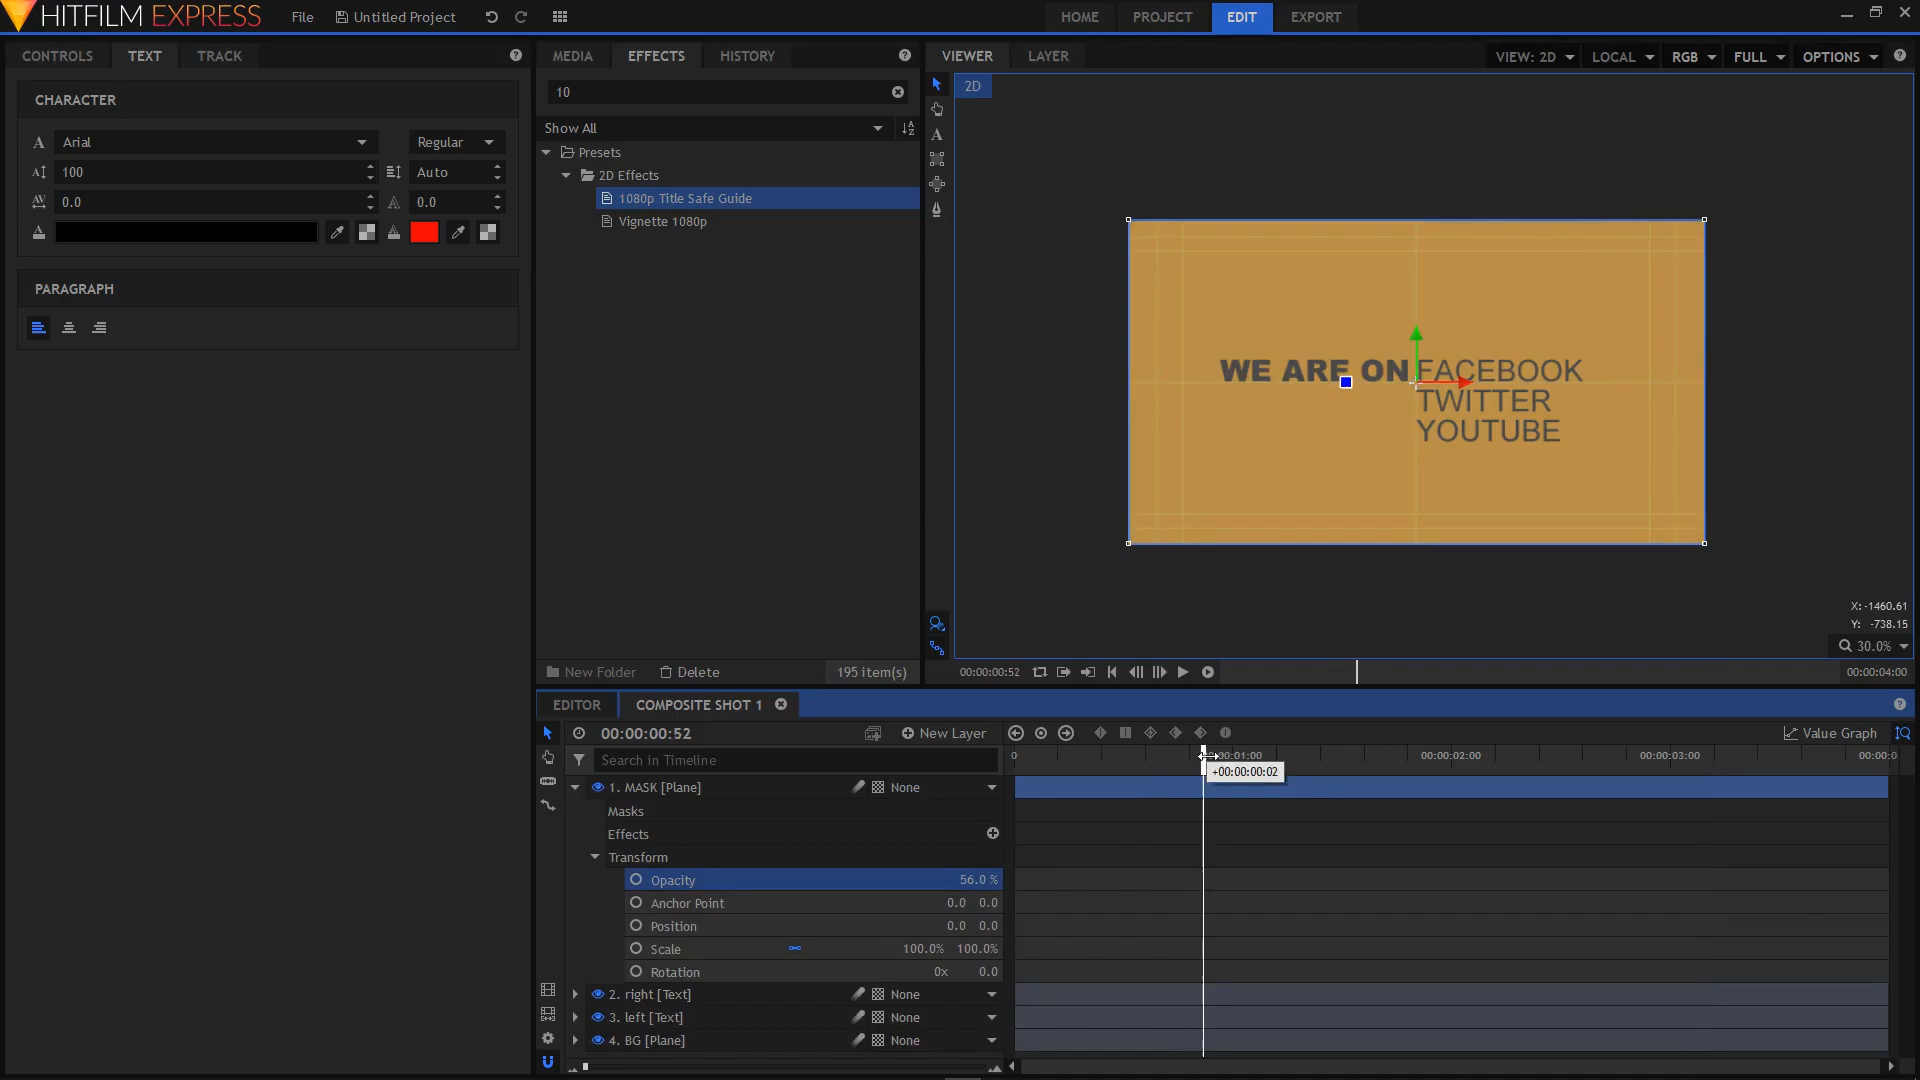 HITFILM EXPRESS
File
Untitled Project
HOME
PROJECT
EDIT
EXPORT
CONTROLS
TEXT
TRACK
MEDIA
EFFECTS
HISTORY
VIEWER
LAYER
VIEW: 2D
LOCAL
RGB
FULL
OPTIONS
CHARACTER
Arial
Regular
100
Auto
0.0
0.0
PARAGRAPH
10
Show All
Presets
2D Effects
1080p Title Safe Guide
Vignette 1080p
New Folder
Delete
195 item(s)
2D
WE ARE ON FACEBOOK
TWITTER
YOUTUBE
X: -1460.61
Y: -738.15
30.0%
00:00:00:52
00:00:04:00
EDITOR
COMPOSITE SHOT 1
00:00:00:52
New Layer
Value Graph
Search in Timeline
0
00:00:02:00
00:00:03:00
+00:00:00:02
1. MASK [Plane]
None
Masks
Effects
Transform
Opacity
56.0 %
Anchor Point
0.0 0.0
Position
0.0 0.0
Scale
100.0% 100.0%
Rotation
0x 0.0
2. right [Text]
None
3. left [Text]
None
4. BG [Plane]
None